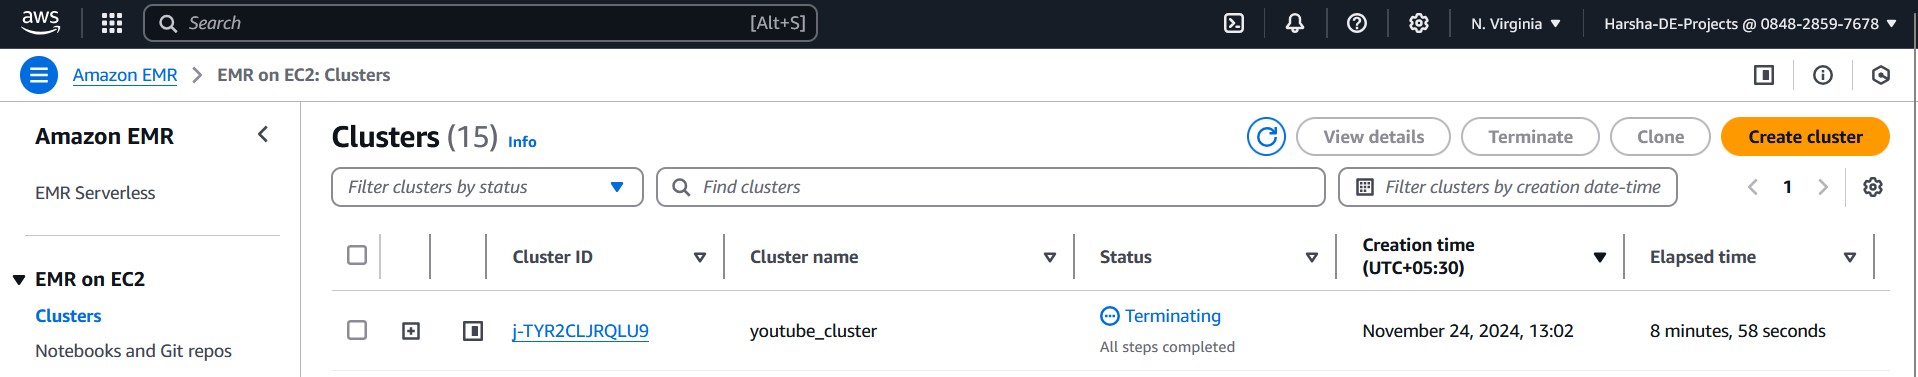 aws
Search [Alt+S] N. Virginia Harsha-DE-Projects @ 0848-2859-7678
Amazon EMR EMR on EC2: Clusters
Amazon EMR
EMR Serverless
EMR on EC2
Clusters
Notebooks and Git repos
Clusters (15) Info View details Terminate Clone Create cluster
Filter clusters by status Find clusters Filter clusters by creation date-time 1
Cluster ID Cluster name Status Creation time (UTC+05:30) Elapsed time
j-TYR2CLJRQLU9 youtube_cluster Terminating November 24, 2024, 13:02 8 minutes, 58 seconds
All steps completed